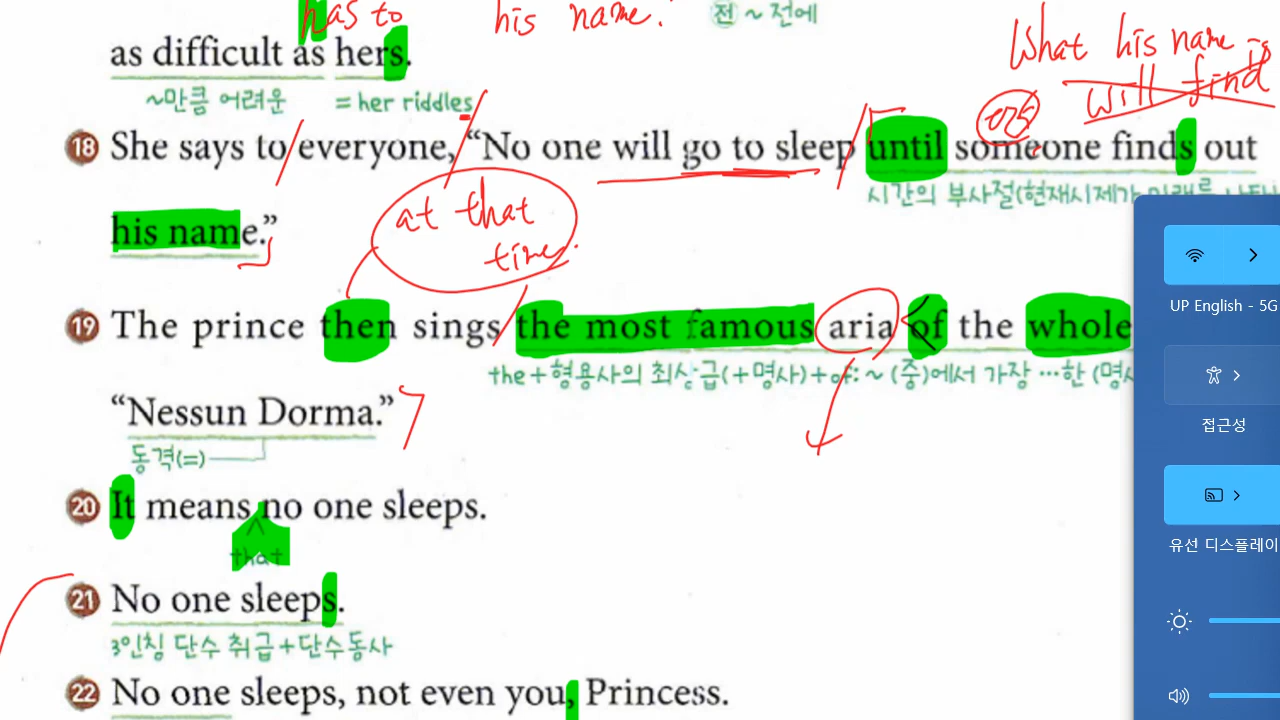 has to his name. 전 ~ 전에
What his name is
will find
as difficult as hers.
~만큼 어려운 = her riddles
18 She says to everyone, “No one will go to sleep until someone finds out
시간의 부사절(현재시제가 미래를
his name.”
at that
time.
19 The prince then sings the most famous aria of the whole
the+형용사의 최상급(+명사)+of: ~ (중)에서 가장 …한
“Nessun Dorma.”
동격(=)
20 It means no one sleeps.
that
21 No one sleeps.
3인칭 단수 취급+단수동사
22 No one sleeps, not even you, Princess.
UP English - 5G
접근성
유선 디스플레이